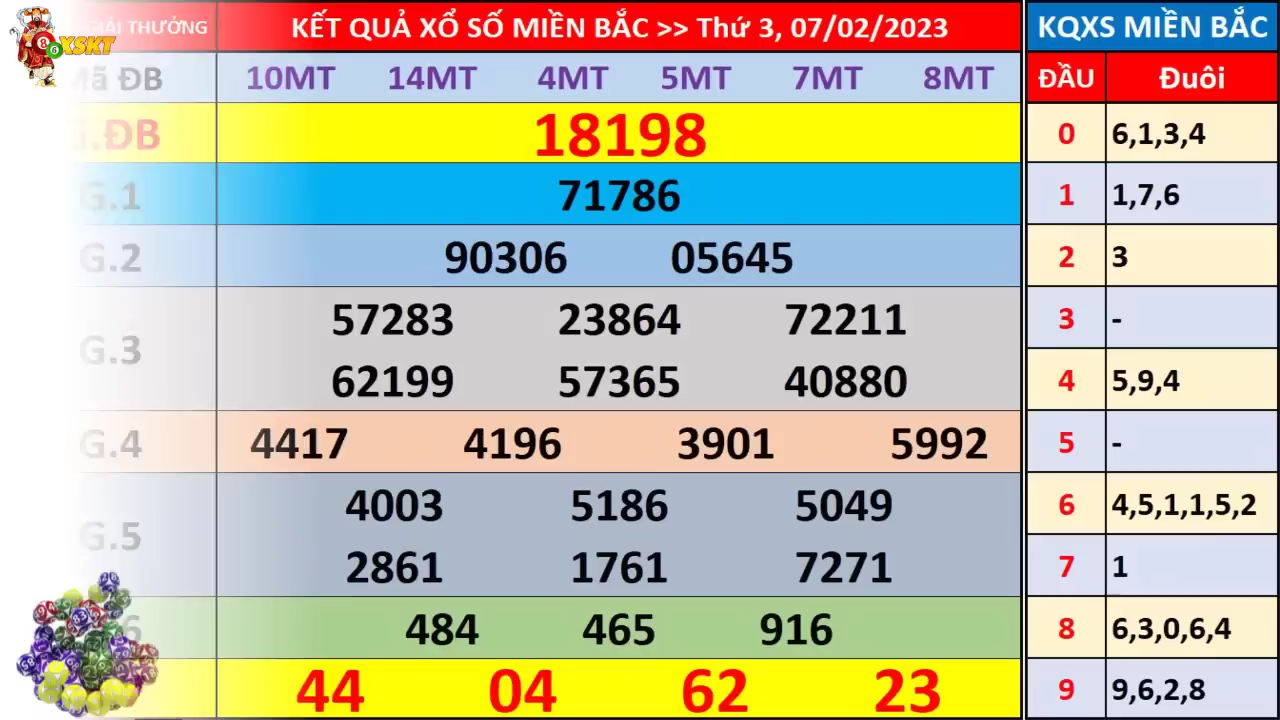 XSKT
GIẢI THƯỞNG
KẾT QUẢ XỔ SỐ MIỀN BẮC >> Thứ 3, 07/02/2023
Mã ĐB
10MT 14MT 4MT 5MT 7MT 8MT
G.ĐB
18198
G.1
71786
G.2
90306 05645
G.3
57283 23864 72211
62199 57365 40880
G.4
4417 4196 3901 5992
G.5
4003 5186 5049
2861 1761 7271
6
484 465 916
44 04 62 23
KQXS MIỀN BẮC
ĐẦU Đuôi
0 6,1,3,4
1 1,7,6
2 3
3 -
4 5,9,4
5 -
6 4,5,1,1,5,2
7 1
8 6,3,0,6,4
9 9,6,2,8